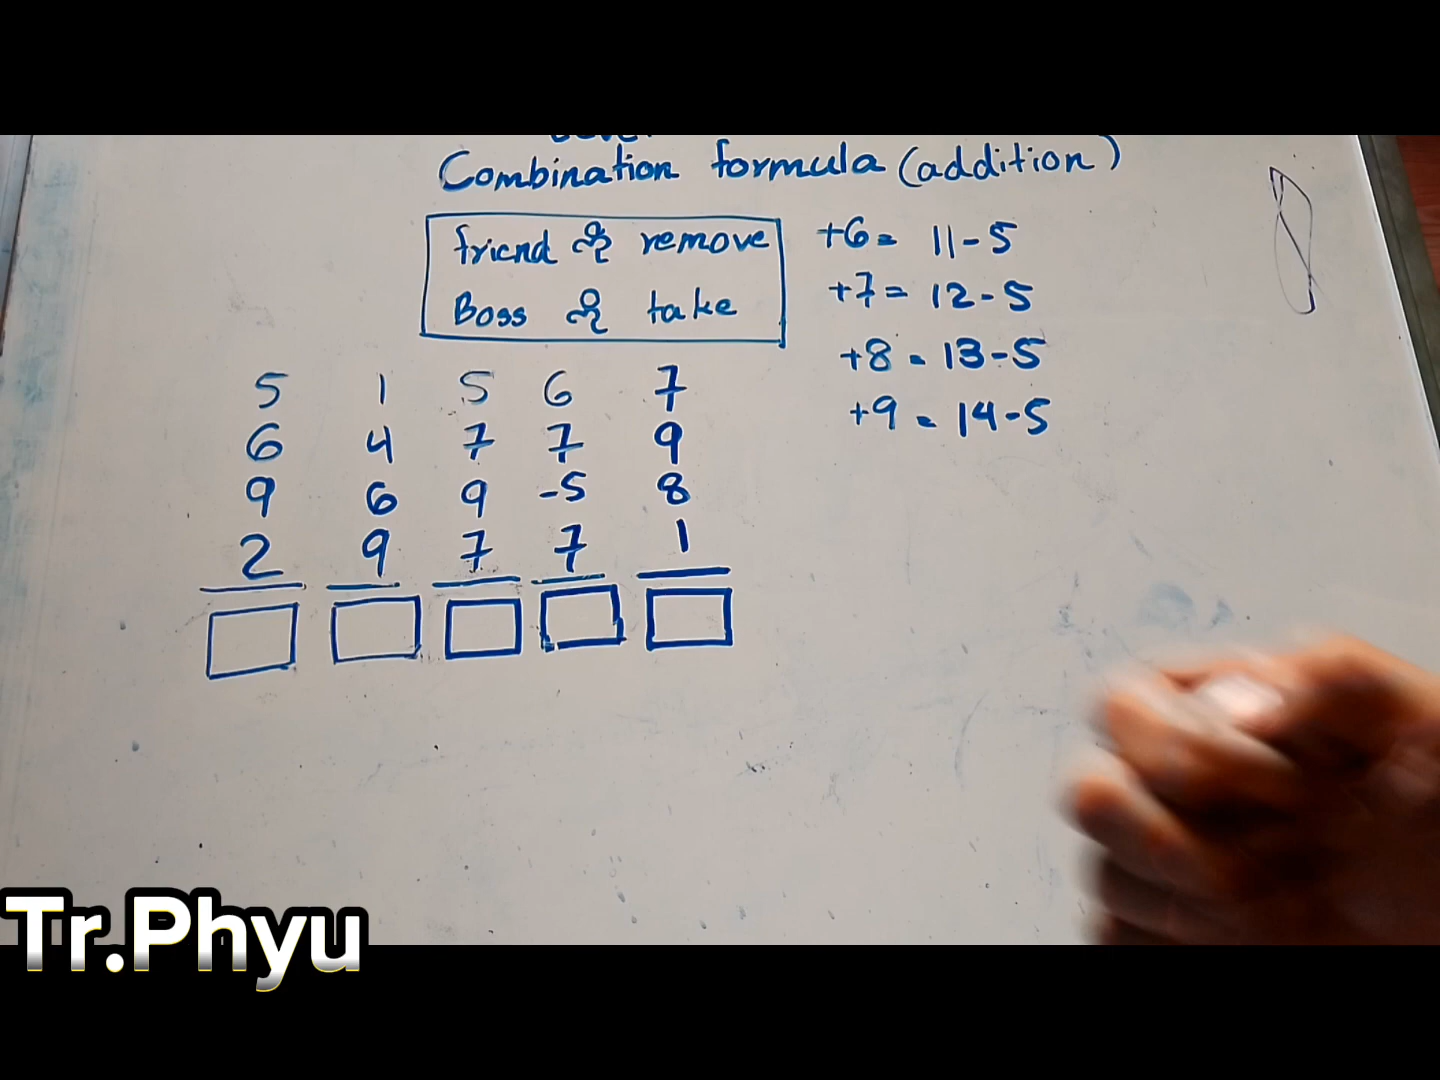 Combination formula (addition)
friend ကို remove
Boss ကို take
+6 = 11-5
+7 = 12-5
+8 = 13-5
+9 = 14-5
5 1 5 6 7
6 4 7 7 9
9 6 9 -5 8
2 9 7 7 1
Tr.Phyu